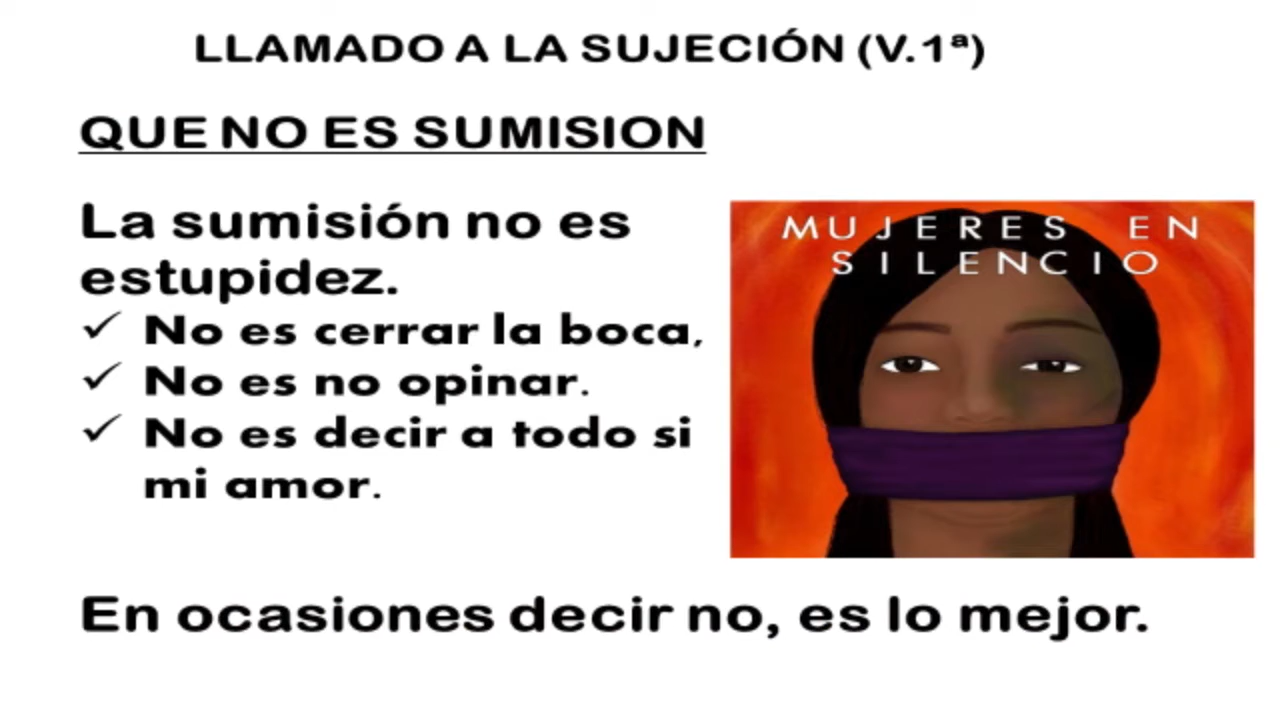 LLAMADO A LA SUJECIÓN (V.1ª)
QUE NO ES SUMISION
La sumisión no es
estupidez.
✓ No es cerrar la boca,
✓ No es no opinar.
✓ No es decir a todo si
mi amor.
MUJERES EN
SILENCIO
En ocasiones decir no, es lo mejor.